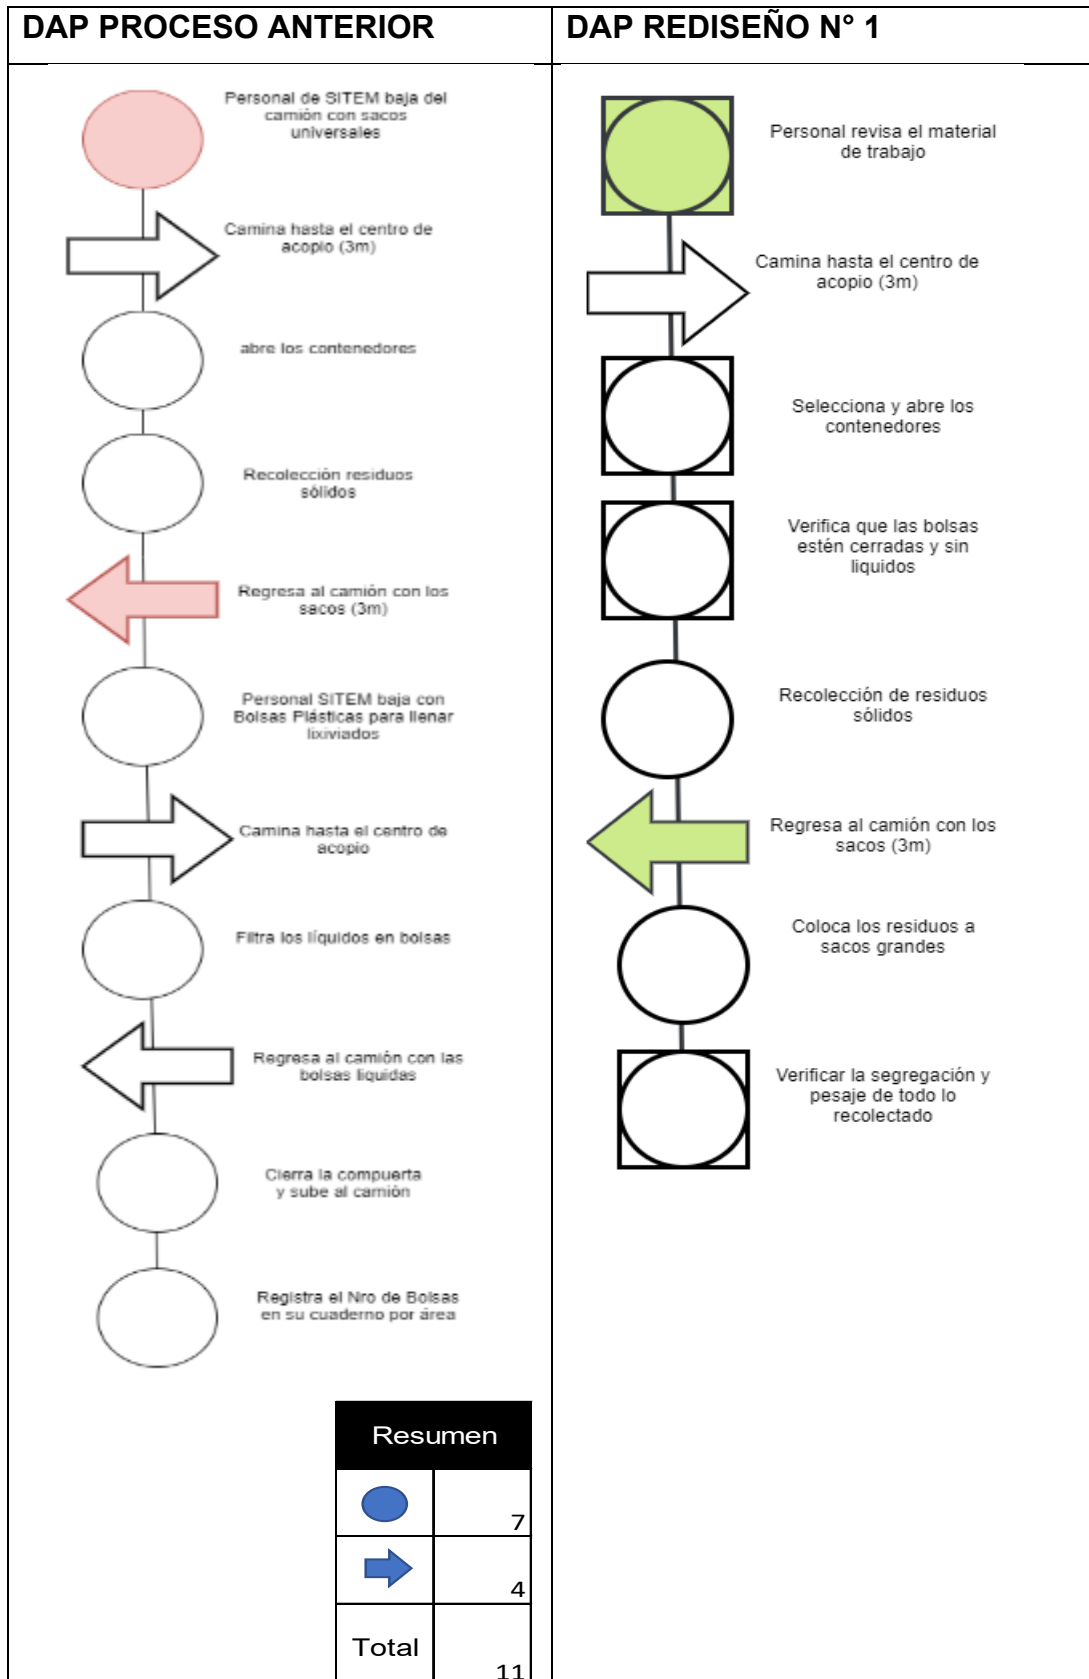 DAP PROCESO ANTERIOR
Personal de SITEM baja del
camión con sacos
universales
Camina hasta el centro de
acopio (3m)
abre los contenedores
Recolección residuos
sólidos
Regresa al camión con los
sacos (3m)
Personal SITEM baja con
Bolsas Plásticas para llenar
lixiviados
Camina hasta el centro de
acopio
Filtra los líquidos en bolsas
Regresa al camión con las
bolsas liquidas
Cierra la compuerta
y sube al camión
Registra el Nro de Bolsas
en su cuaderno por área
Resumen
7
4
Total
11
DAP REDISEÑO N° 1
Personal revisa el material
de trabajo
Camina hasta el centro de
acopio (3m)
Selecciona y abre los
contenedores
Verifica que las bolsas
estén cerradas y sin
liquidos
Recolección de residuos
sólidos
Regresa al camión con los
sacos (3m)
Coloca los residuos a
sacos grandes
Verificar la segregación y
pesaje de todo lo
recolectado